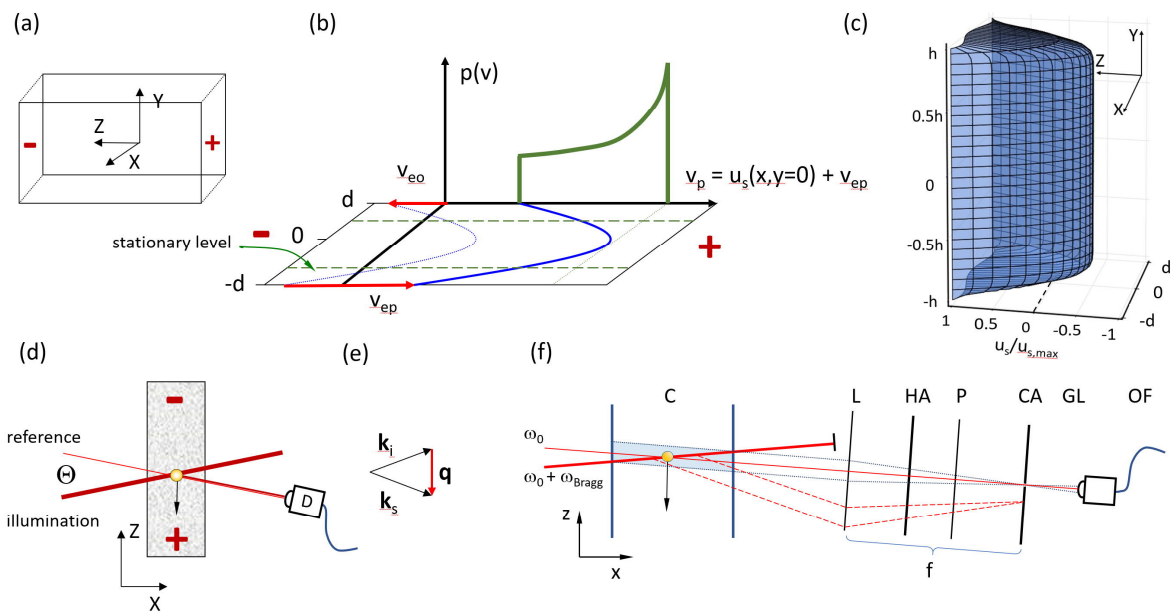 (a)
Y
Z
X
-
+
(b)
p(v)
v_eo
v_p = u_s(x,y=0) + v_ep
d
0
-d
-
+
stationary level
v_ep
(c)
Y
Z
X
h
0.5h
0
-0.5h
-h
1
0.5
0
-0.5
-1
d
0
-d
u_s/u_s,max
(d)
-
reference
Θ
illumination
+
D
Z
X
(e)
k_i
q
k_s
(f)
C
L
HA
P
CA
GL
OF
ω_0
ω_0 + ω_Bragg
z
x
f